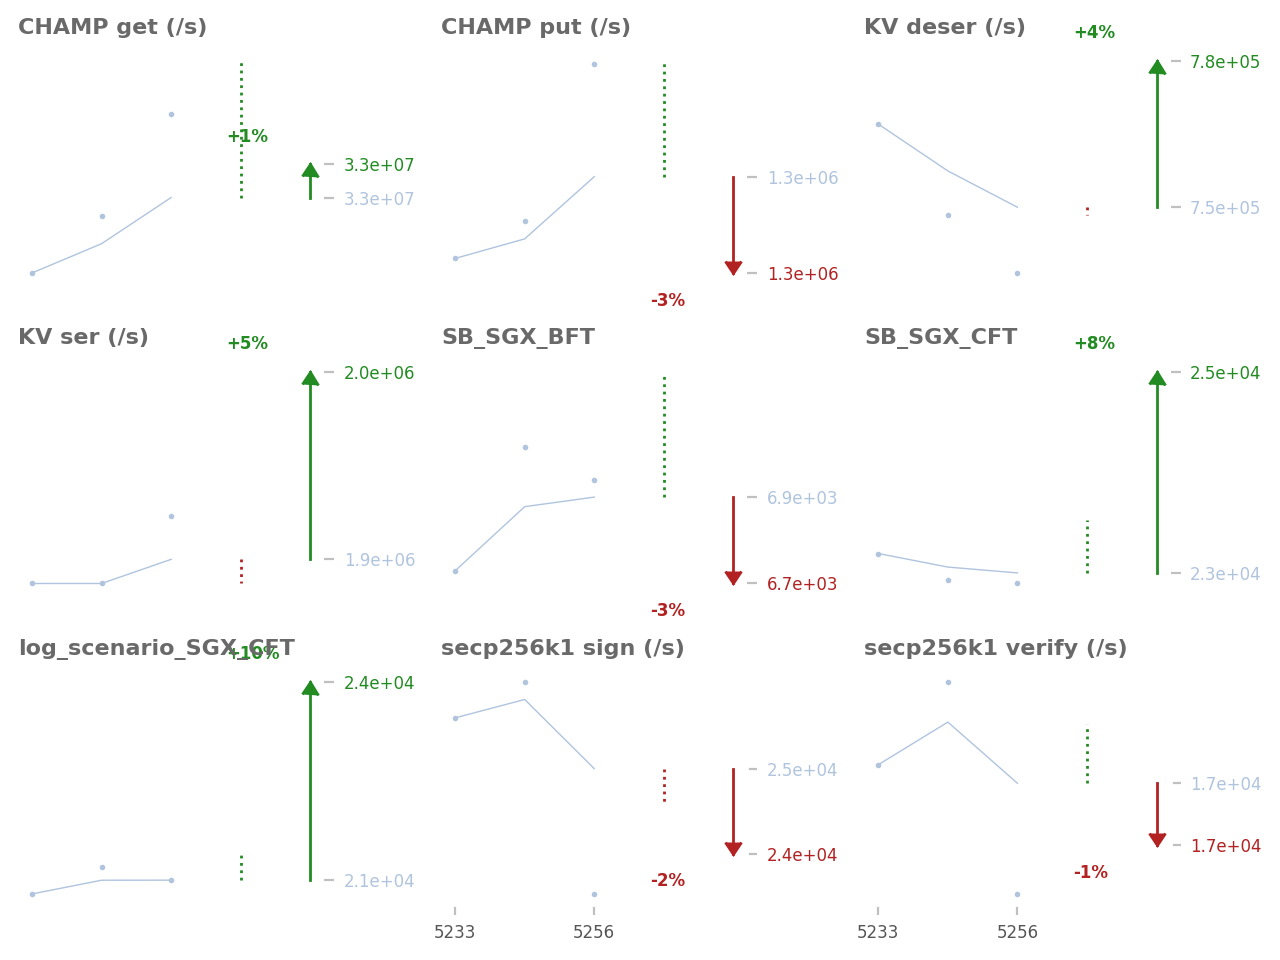 CHAMP get (/s)
+1%
3.3e+07
3.3e+07
CHAMP put (/s)
1.3e+06
1.3e+06
-3%
KV deser (/s)
+4%
7.8e+05
7.5e+05
KV ser (/s)
+5%
2.0e+06
1.9e+06
SB_SGX_BFT
6.9e+03
6.7e+03
-3%
SB_SGX_CFT
+8%
2.5e+04
2.3e+04
log_scenario_SGX_CFT
+10%
2.4e+04
2.1e+04
secp256k1 sign (/s)
2.5e+04
2.4e+04
-2%
5233
5256
secp256k1 verify (/s)
1.7e+04
1.7e+04
-1%
5233
5256